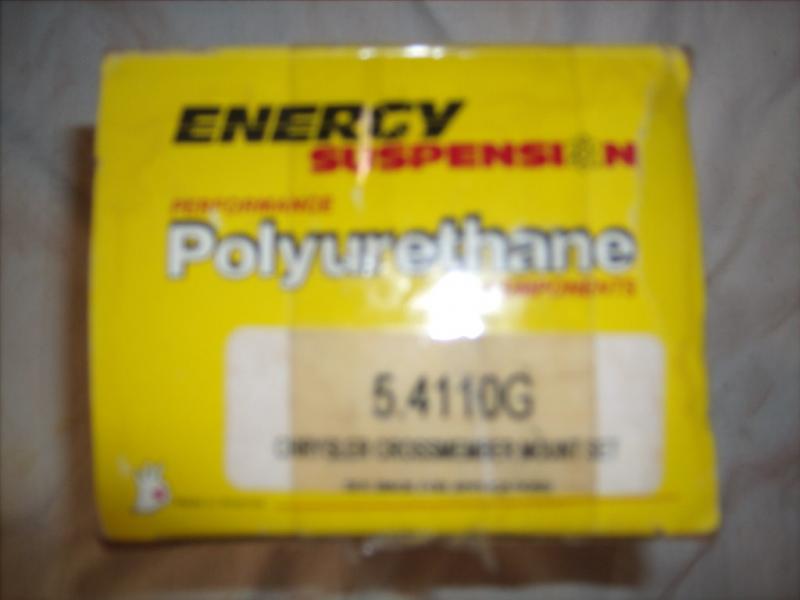 ENERGY
SUSPENSION
PERFORMANCE
Polyurethane
COMPONENTS
5.4110G
CHRYSLER CROSSMEMBER MOUNT SET